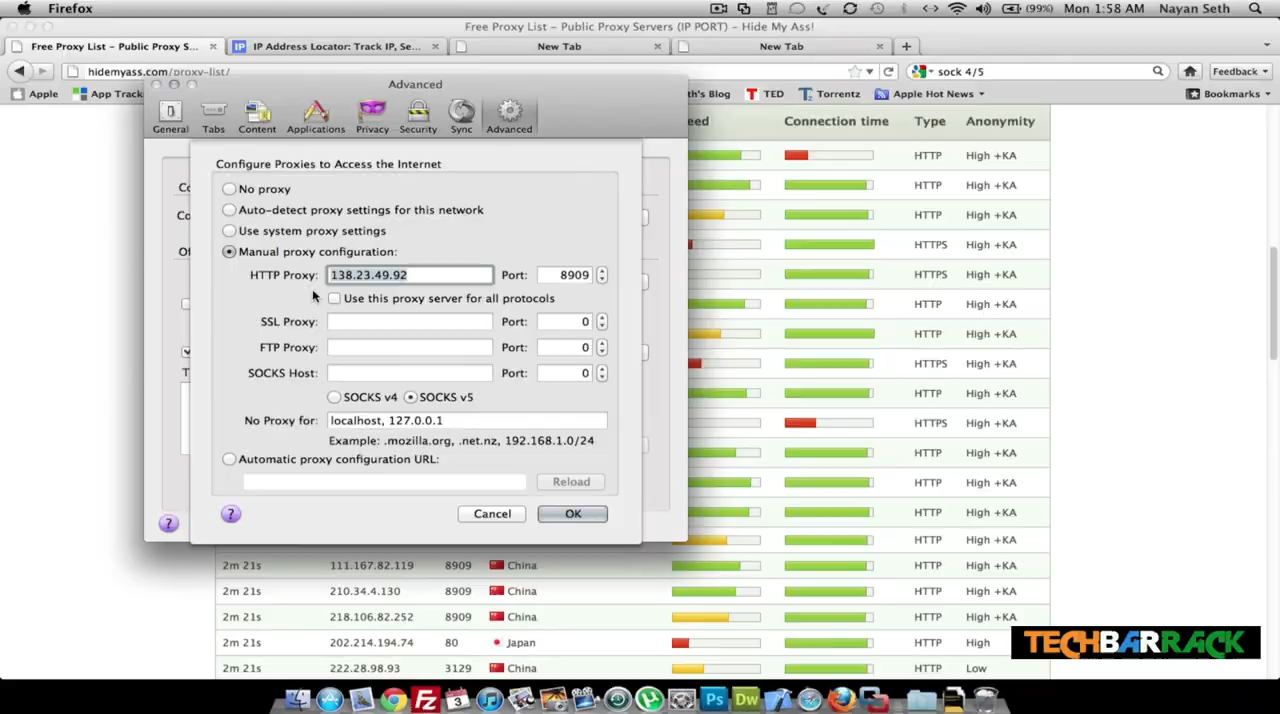 Firefox
(99%)
Mon 1:58 AM
Nayan Seth
Free Proxy List - Public Proxy Servers (IP PORT) - Hide My Ass!
Free Proxy List - Public Proxy S...
IP Address Locator: Track IP, Se...
New Tab
New Tab
hidemyass.com/proxy-list/
sock 4/5
Feedback
Apple
App Track
th's Blog
TED
Torrentz
Apple Hot News
Bookmarks
Advanced
General
Tabs
Content
Applications
Privacy
Security
Sync
Advanced
eed
Connection time
Type
Anonymity
Configure Proxies to Access the Internet
No proxy
Auto-detect proxy settings for this network
Use system proxy settings
Manual proxy configuration:
HTTP Proxy: 138.23.49.92 Port: 8909
Use this proxy server for all protocols
SSL Proxy: Port: 0
FTP Proxy: Port: 0
SOCKS Host: Port: 0
SOCKS v4 SOCKS v5
No Proxy for: localhost, 127.0.0.1
Example: .mozilla.org, .net.nz, 192.168.1.0/24
Automatic proxy configuration URL:
Reload
Cancel
OK
HTTP High +KA
HTTP High +KA
HTTP High +KA
HTTPS High +KA
HTTPS High +KA
HTTP High +KA
HTTP High +KA
HTTPS High +KA
HTTP High +KA
HTTPS High +KA
HTTP High +KA
HTTP High +KA
HTTP High +KA
HTTP High +KA
2m 21s 111.167.82.119 8909 China HTTP High +KA
2m 21s 210.34.4.130 8909 China HTTP High +KA
2m 21s 218.106.82.252 8909 China HTTP High +KA
2m 21s 202.214.194.74 80 Japan HTTP High
2m 21s 222.28.98.93 3129 China HTTP Low
TECHBARRACK
Fz
3
Ps
Dw